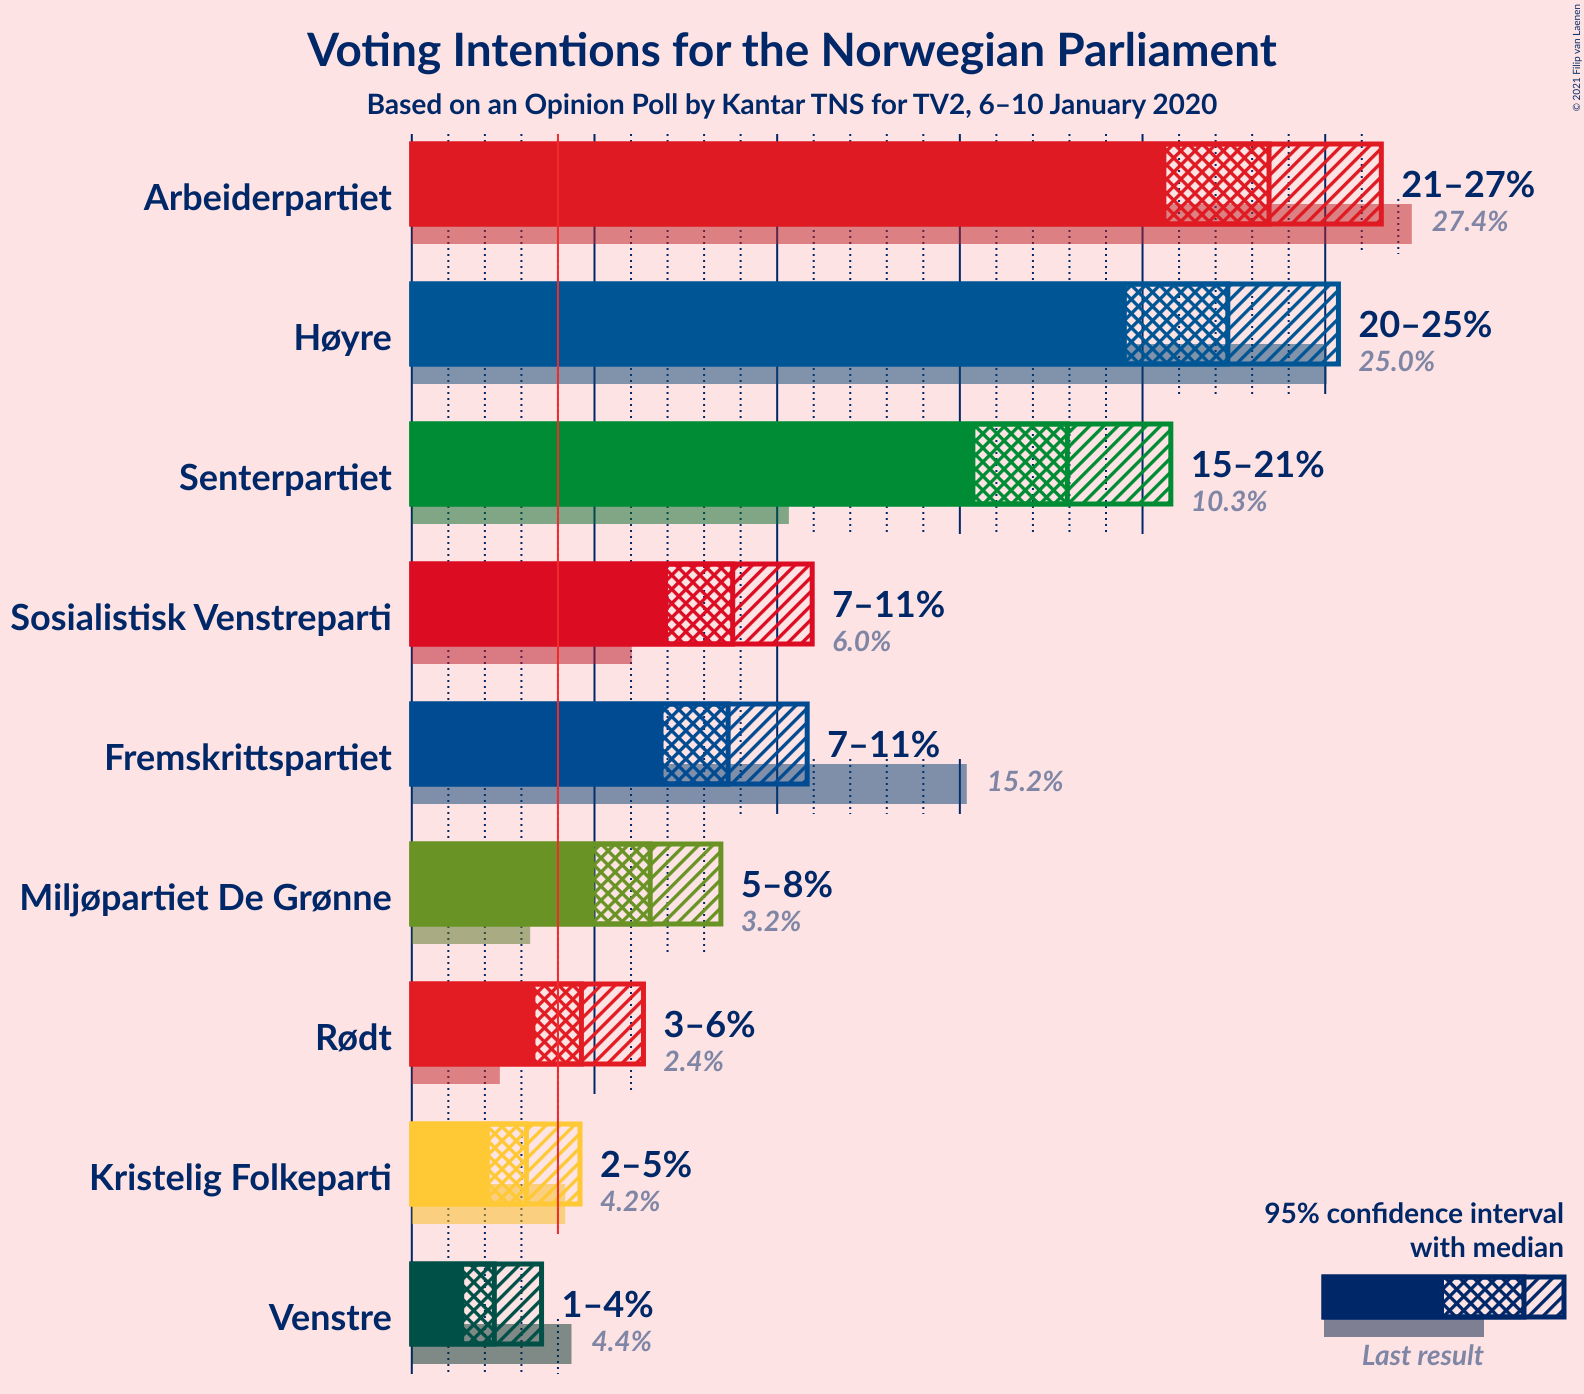 Voting Intentions for the Norwegian Parliament
Based on an Opinion Poll by Kantar TNS for TV2, 6–10 January 2020
© 2021 Filip van Laenen
Arbeiderpartiet
21–27%
27.4%
Høyre
20–25%
25.0%
Senterpartiet
15–21%
10.3%
Sosialistisk Venstreparti
7–11%
6.0%
Fremskrittspartiet
7–11%
15.2%
Miljøpartiet De Grønne
5–8%
3.2%
Rødt
3–6%
2.4%
Kristelig Folkeparti
2–5%
4.2%
Venstre
1–4%
4.4%
95% confidence interval
with median
Last result